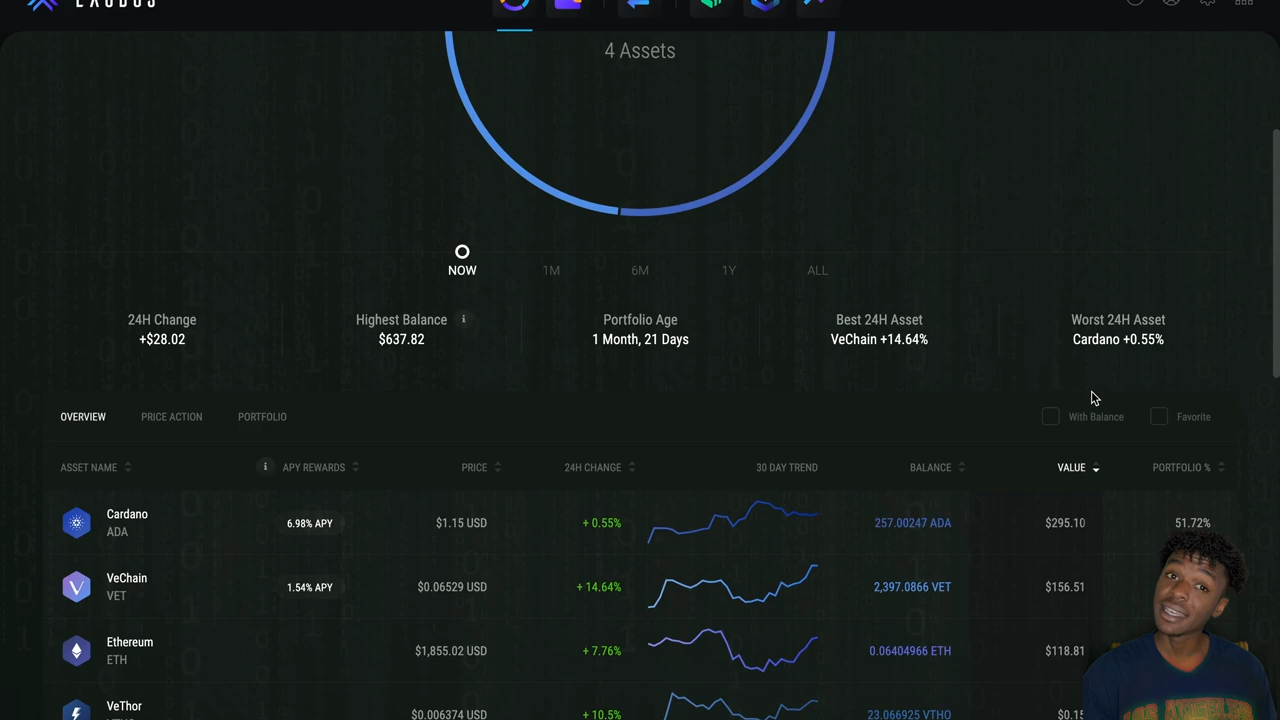 EXODUS
4 Assets
NOW 1M 6M 1Y ALL
24H Change Highest Balance Portfolio Age Best 24H Asset Worst 24H Asset
+$28.02 $637.82 1 Month, 21 Days VeChain +14.64% Cardano +0.55%
OVERVIEW PRICE ACTION PORTFOLIO With Balance Favorite
ASSET NAME APY REWARDS PRICE 24H CHANGE 30 DAY TREND BALANCE VALUE PORTFOLIO %
Cardano
ADA
6.98% APY $1.15 USD + 0.55% 257.00247 ADA $295.10 51.72%
VeChain
VET
1.54% APY $0.06529 USD + 14.64% 2,397.0866 VET $156.51
Ethereum
ETH
$1,855.02 USD + 7.76% 0.06404966 ETH $118.81
VeThor
$0.006374 USD + 10.5% 23.066925 VTHO $0.15
LOS ANGELES